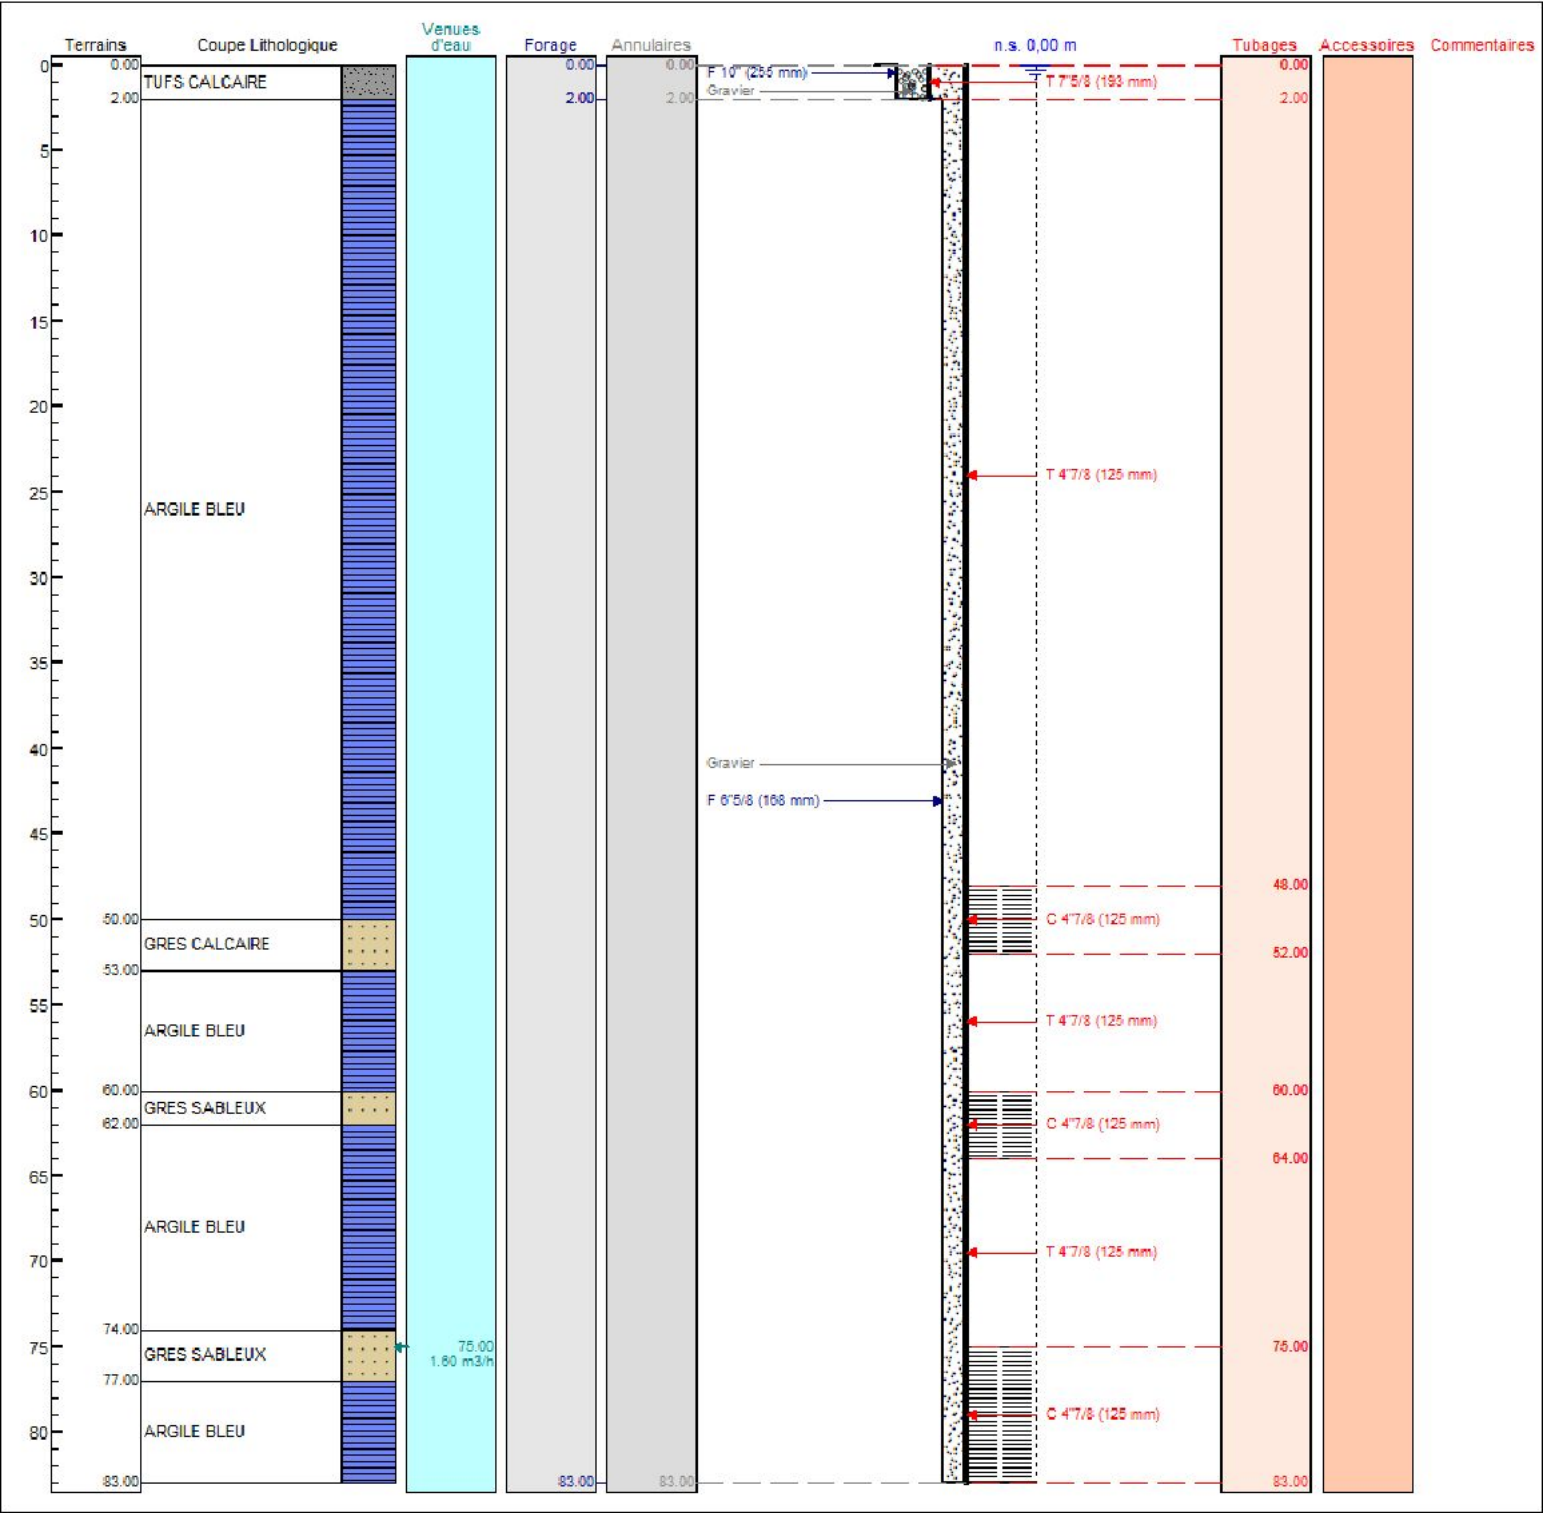 Terrains
Coupe Lithologique
Venues
d'eau
Forage
Annulaires
n.s. 0,00 m
Tubages
Accessoires
Commentaires
0
0.00
0.00
0.00
0.00
TUFS CALCAIRE
F 10" (255 mm)
T 7"5/8 (193 mm)
Gravier
2.00
2.00
2.00
2.00
5
10
15
20
T 4"7/8 (125 mm)
25
ARGILE BLEU
30
35
40
Gravier
F 6"5/8 (168 mm)
45
48.00
50
50.00
C 4"7/8 (125 mm)
GRES CALCAIRE
52.00
53.00
55
T 4"7/8 (125 mm)
ARGILE BLEU
60
60.00
60.00
GRES SABLEUX
62.00
C 4"7/8 (125 mm)
64.00
65
ARGILE BLEU
70
T 4"7/8 (125 mm)
74.00
75
75.00
75.00
GRES SABLEUX
1.60 m3/h
77.00
C 4"7/8 (125 mm)
80
ARGILE BLEU
83.00
83.00
83.00
83.00